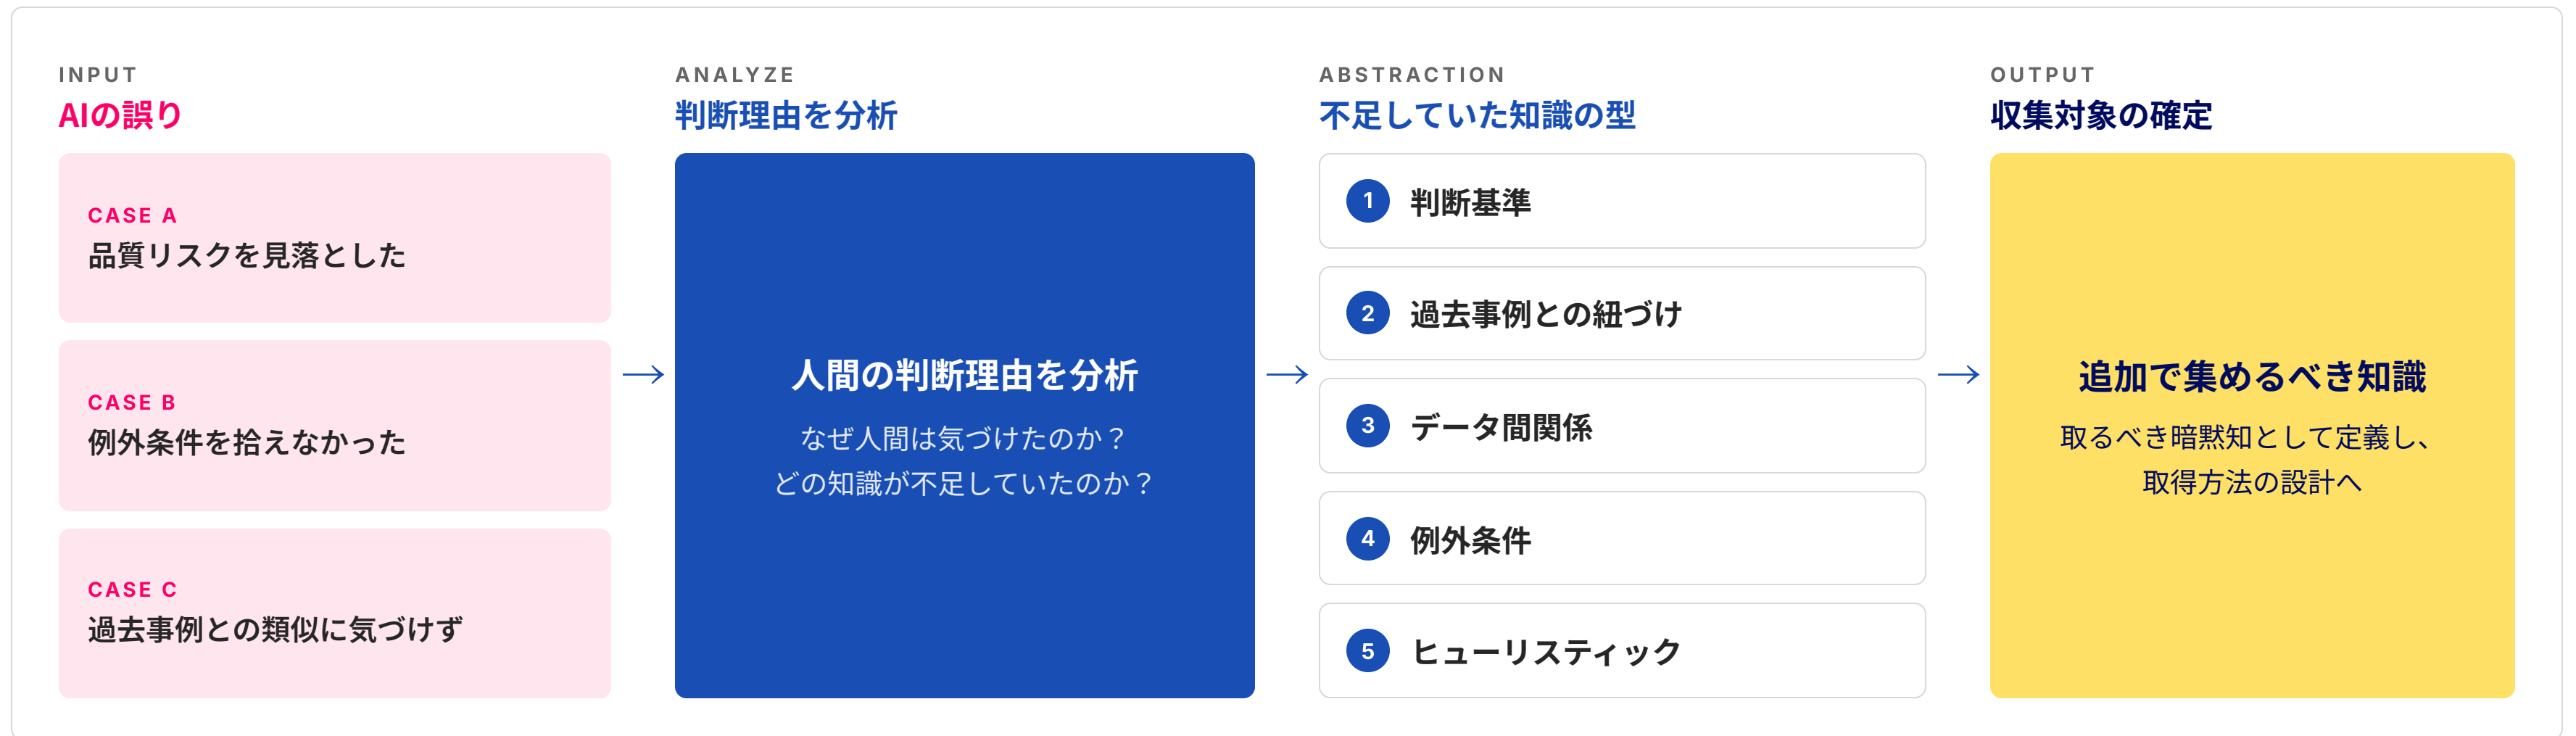 INPUT
AIの誤り
CASE A
品質リスクを見落とした
CASE B
例外条件を拾えなかった
CASE C
過去事例との類似に気づけず
ANALYZE
判断理由を分析
人間の判断理由を分析
なぜ人間は気づけたのか？
どの知識が不足していたのか？
ABSTRACTION
不足していた知識の型
1 判断基準
2 過去事例との紐づけ
3 データ間関係
4 例外条件
5 ヒューリスティック
OUTPUT
収集対象の確定
追加で集めるべき知識
取るべき暗黙知として定義し、
取得方法の設計へ